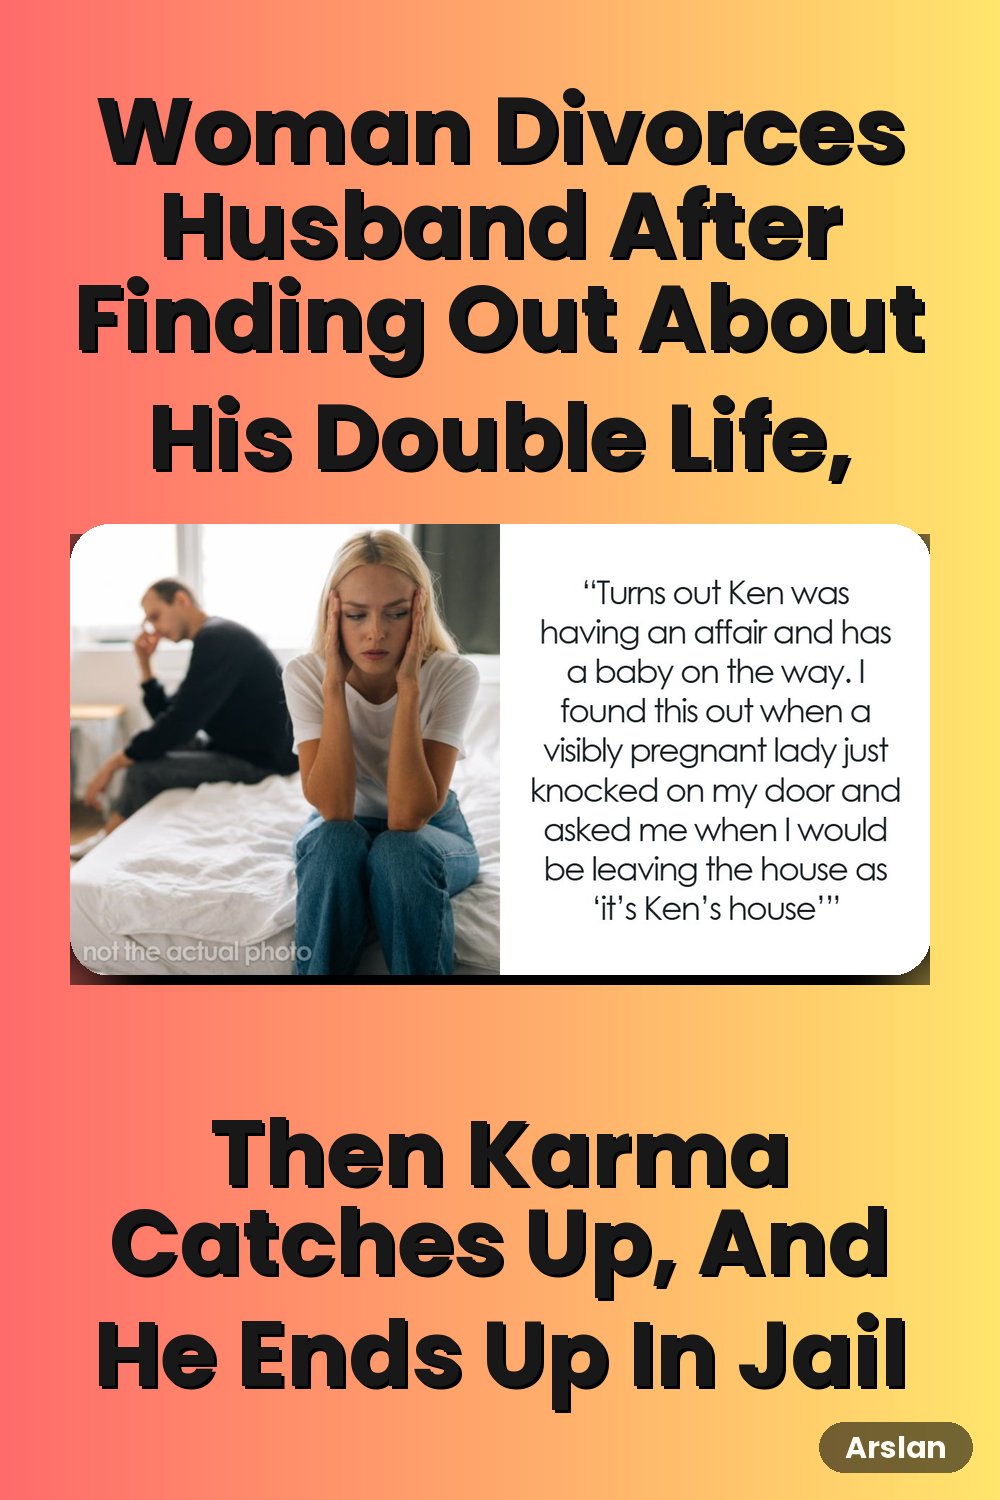 Woman Divorces
Husband After
Finding Out About
His Double Life,
“Turns out Ken was
having an affair and has
a baby on the way. I
found this out when a
visibly pregnant lady just
knocked on my door and
asked me when I would
be leaving the house as
‘it’s Ken’s house’”
not the actual photo
Then Karma
Catches Up, And
He Ends Up In Jail
Arslan